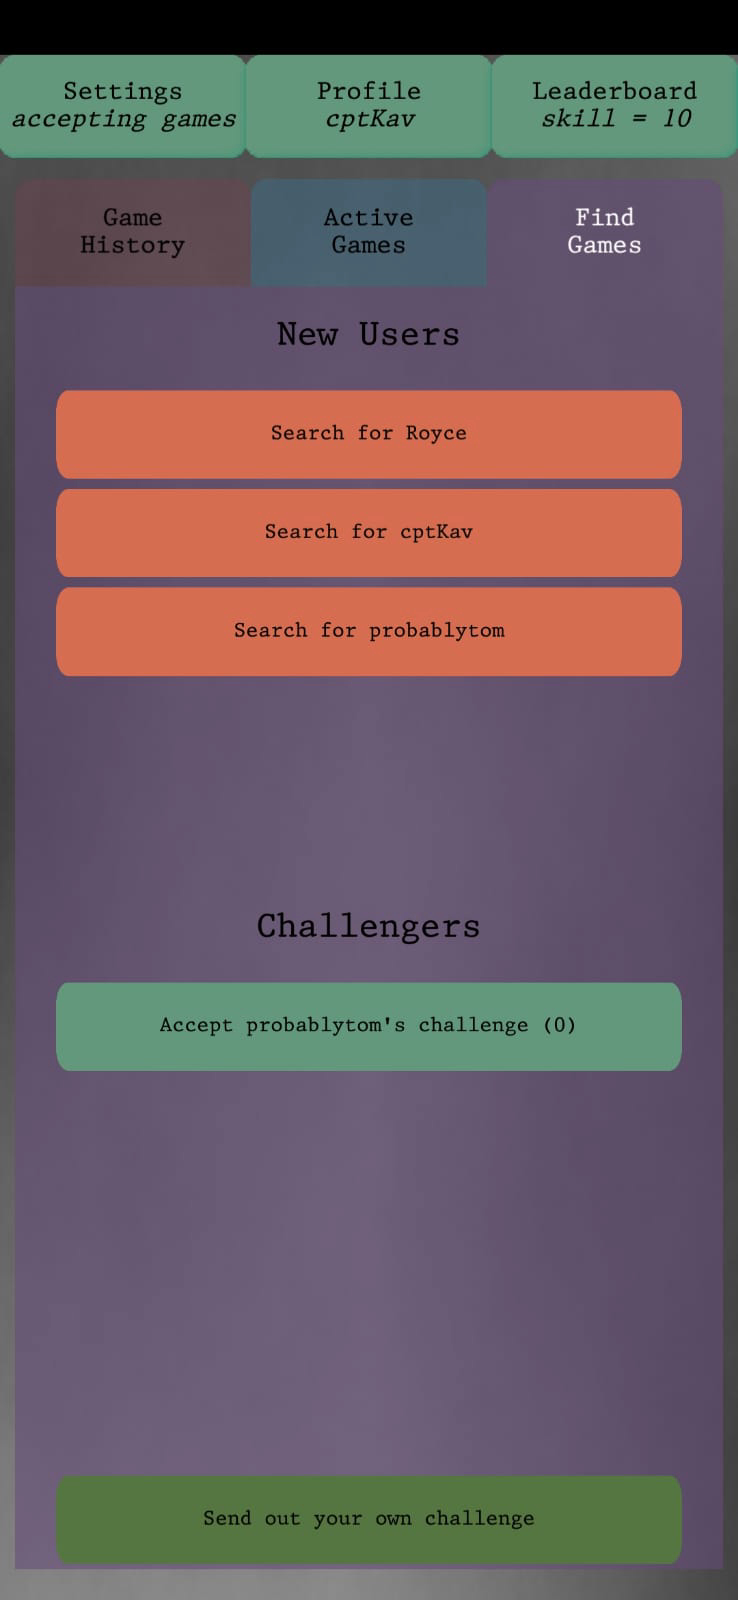 Settings
accepting games
Profile
cptKav
Leaderboard
skill = 10
Game
History
Active
Games
Find
Games
New Users
Search for Royce
Search for cptKav
Search for probablytom
Challengers
Accept probablytom's challenge (0)
Send out your own challenge